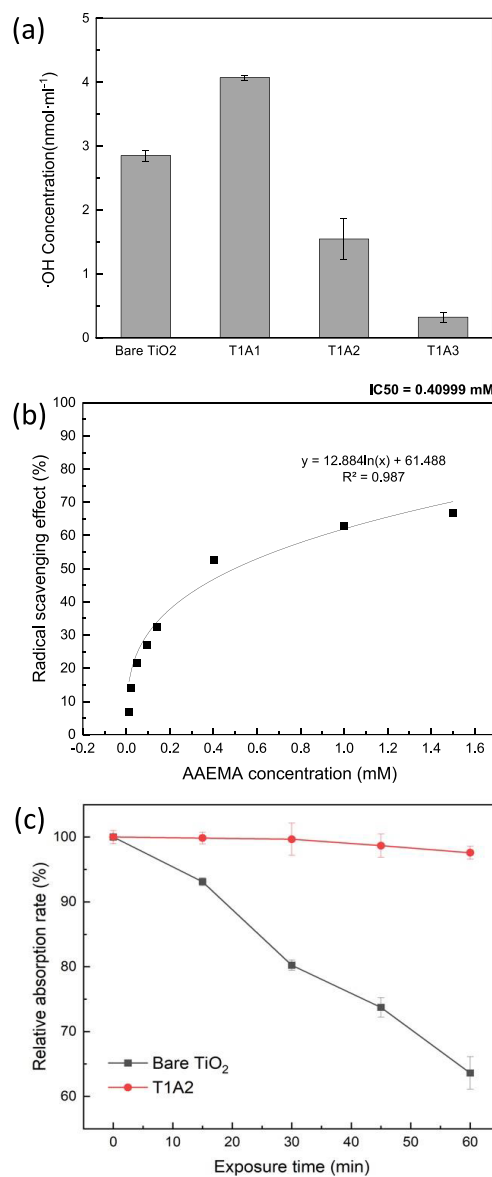 (a)
·OH Concentration(nmol·ml⁻¹)
5
4
3
2
1
0
Bare TiO2 T1A1 T1A2 T1A3
IC50 = 0.40999 mM
(b)
Radical scavenging effect (%)
100
90
80
70
60
50
40
30
20
10
0
y = 12.884ln(x) + 61.488
R² = 0.987
-0.2 0.0 0.2 0.4 0.6 0.8 1.0 1.2 1.4 1.6
AAEMA concentration (mM)
(c)
Relative absorption rate (%)
100
90
80
70
60
Bare TiO₂
T1A2
0 10 20 30 40 50 60
Exposure time (min)